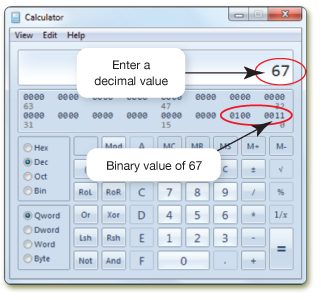 Calculator
View Edit Help
Enter a
decimal value
67
0000 0000 0000 0000 0000 0000 0000 0000
63 47 32
0000 0000 0000 0000 0000 0000 0100 0011
31 15 0
Hex Mod A MC MR MS M+ M-
Dec
Binary value of 67
C ± √
Oct
Bin RoL RoR C 7 8 9 / %
Qword Or Xor D 4 5 6 * 1/x
Dword
Word Lsh Rsh E 1 2 3 - =
Byte Not And F 0 . +